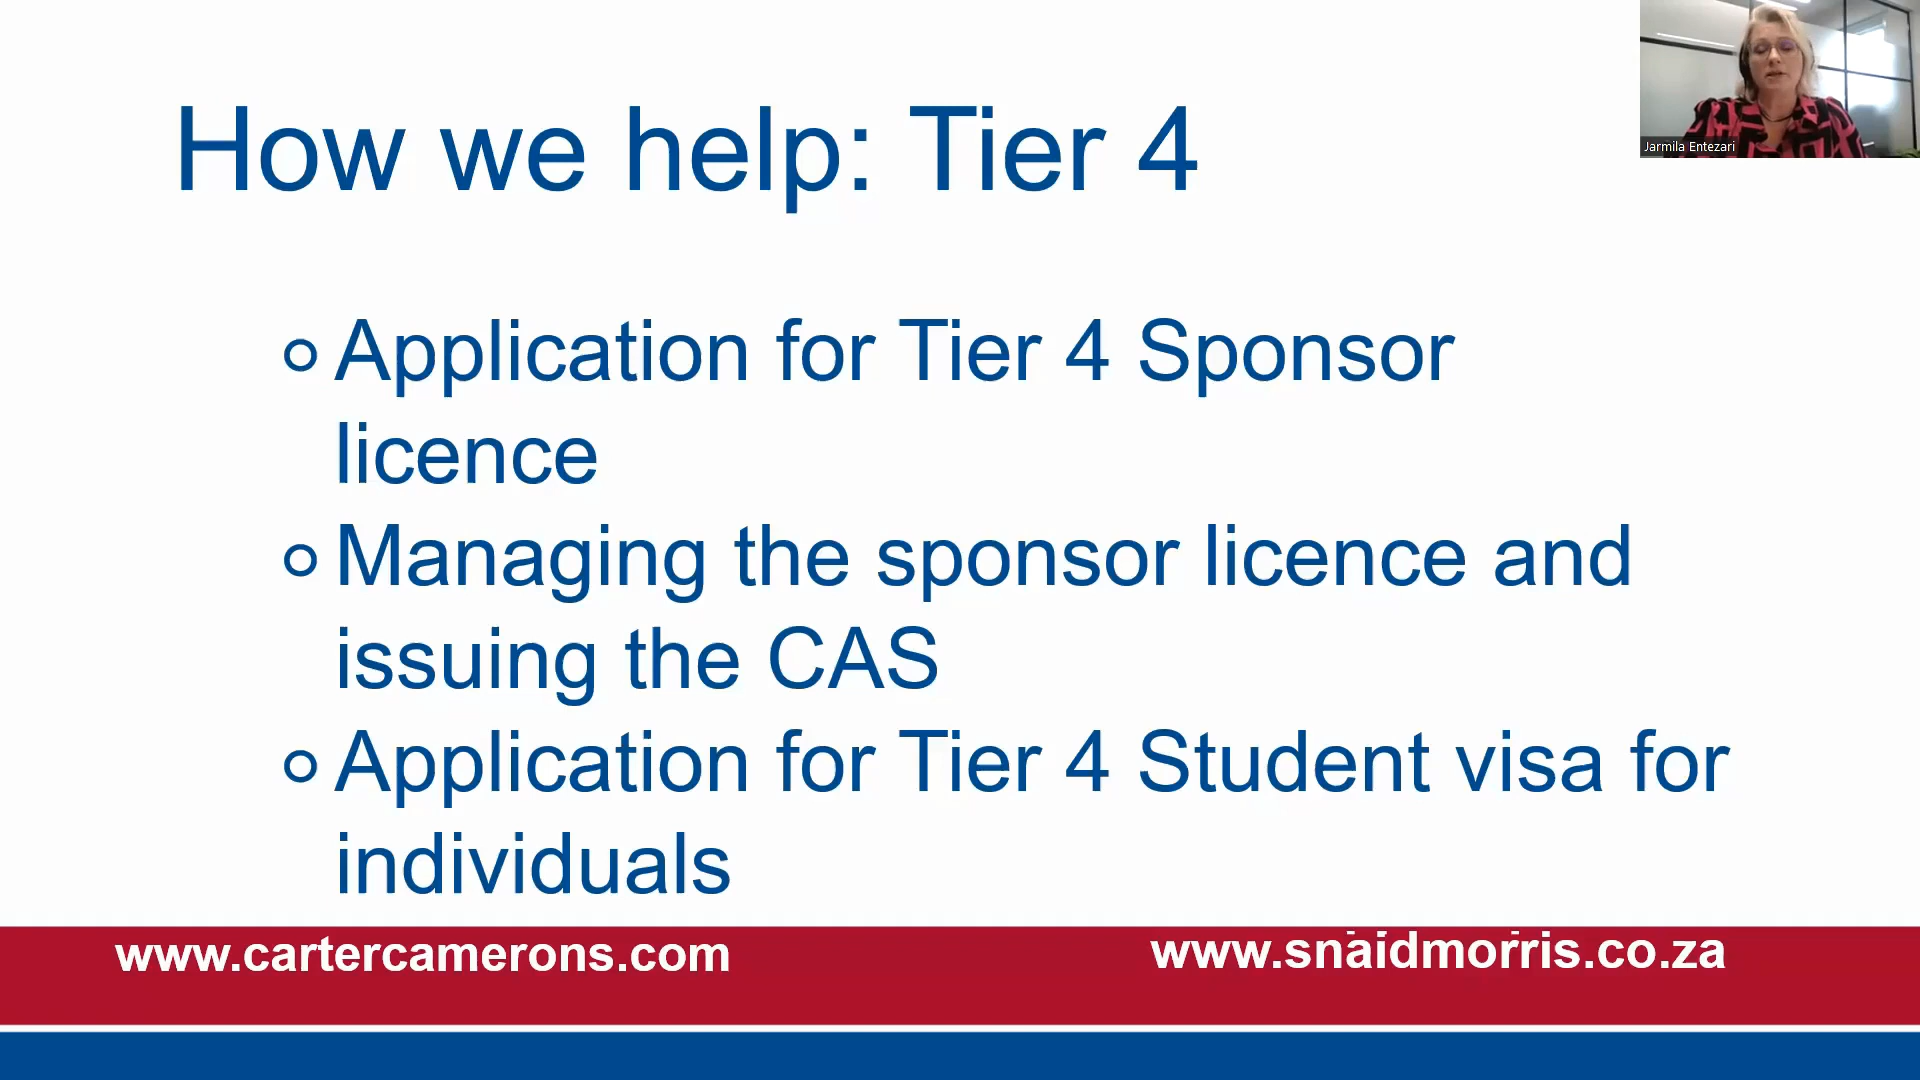 How we help: Tier 4
Jarmila Entezari
Application for Tier 4 Sponsor
licence
Managing the sponsor licence and
issuing the CAS
Application for Tier 4 Student visa for
individuals
www.cartercamerons.com
www.snaidmorris.co.za